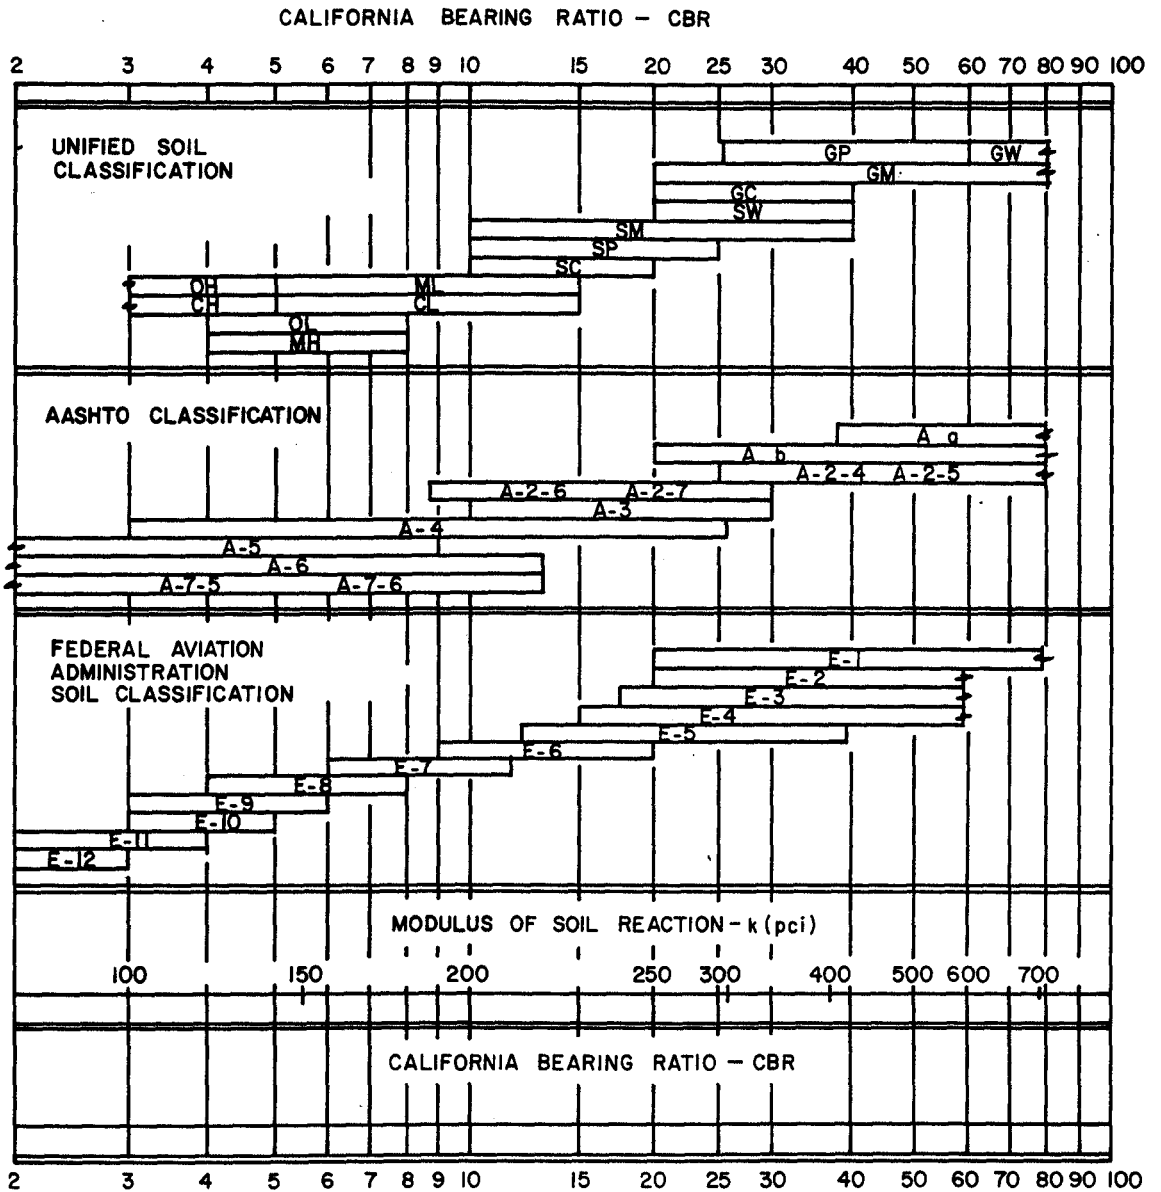 CALIFORNIA BEARING RATIO - CBR
2 3 4 5 6 7 8 9 10 15 20 25 30 40 50 60 70 80 90 100
UNIFIED SOIL
CLASSIFICATION
GP GW
GM
GC
SW
SM
SP
SC
OH ML
CH CL
OL
MH
AASHTO CLASSIFICATION
A a
A b
A-2-4 A-2-5
A-2-6 A-2-7
A-3
A-4
A-5
A-6
A-7-5 A-7-6
FEDERAL AVIATION
ADMINISTRATION
SOIL CLASSIFICATION
E-1
E-2
E-3
E-4
E-5
E-6
E-7
E-8
E-9
E-10
E-11
E-12
MODULUS OF SOIL REACTION - k (pci)
100 150 200 250 300 400 500 600 700
CALIFORNIA BEARING RATIO - CBR
2 3 4 5 6 7 8 9 10 15 20 25 30 40 50 60 70 80 90 100